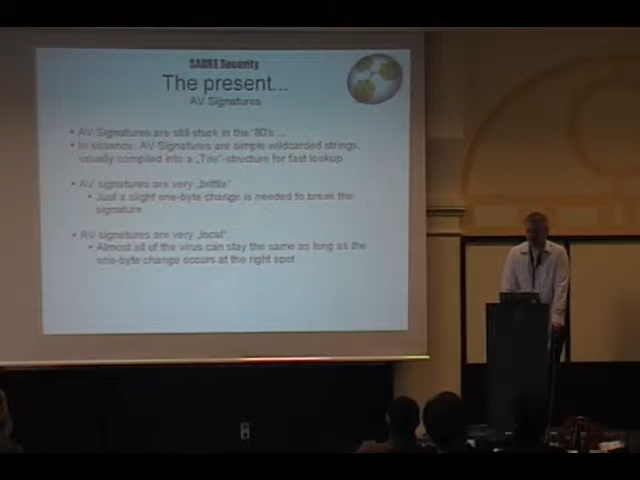 SABRE Security
The present...
AV Signatures
• AV Signatures are still stuck in the '80's ...
• In essence, AV Signatures are simple wildcarded strings,
usually compiled into a „Trie"-structure for fast lookup
• AV signatures are very „brittle"
• Just a slight one-byte change is needed to break the
signature
• AV signatures are very „local"
• Almost all of the virus can stay the same as long as the
one-byte change occurs at the right spot